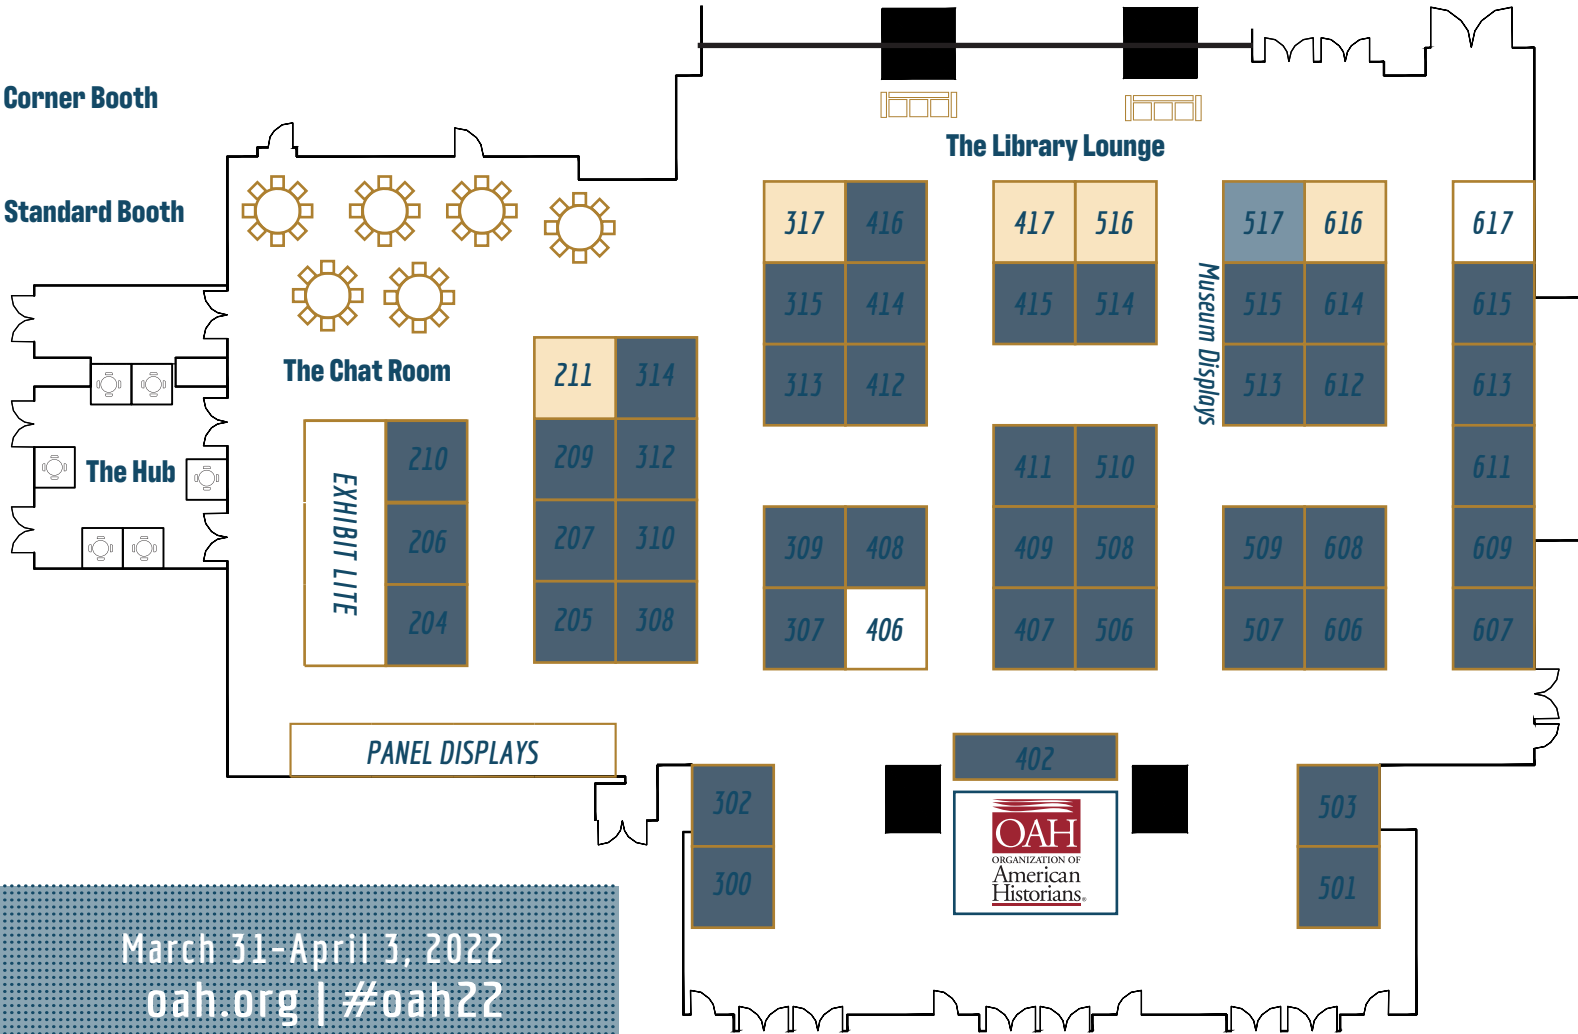 Corner Booth
The Library Lounge
Standard Booth
317 416 417 516 517 616 617
315 414 415 514 515 614 615
Museum Displays
The Chat Room
211 314 313 412 513 612 613
The Hub
EXHIBIT LITE
210 209 312 411 510 611
206 207 310 309 408 409 508 509 608 609
204 205 308 307 406 407 506 507 606 607
PANEL DISPLAYS
402
302
503
OAH
ORGANIZATION OF
American
Historians®
300
501
March 31-April 3, 2022
oah.org | #oah22